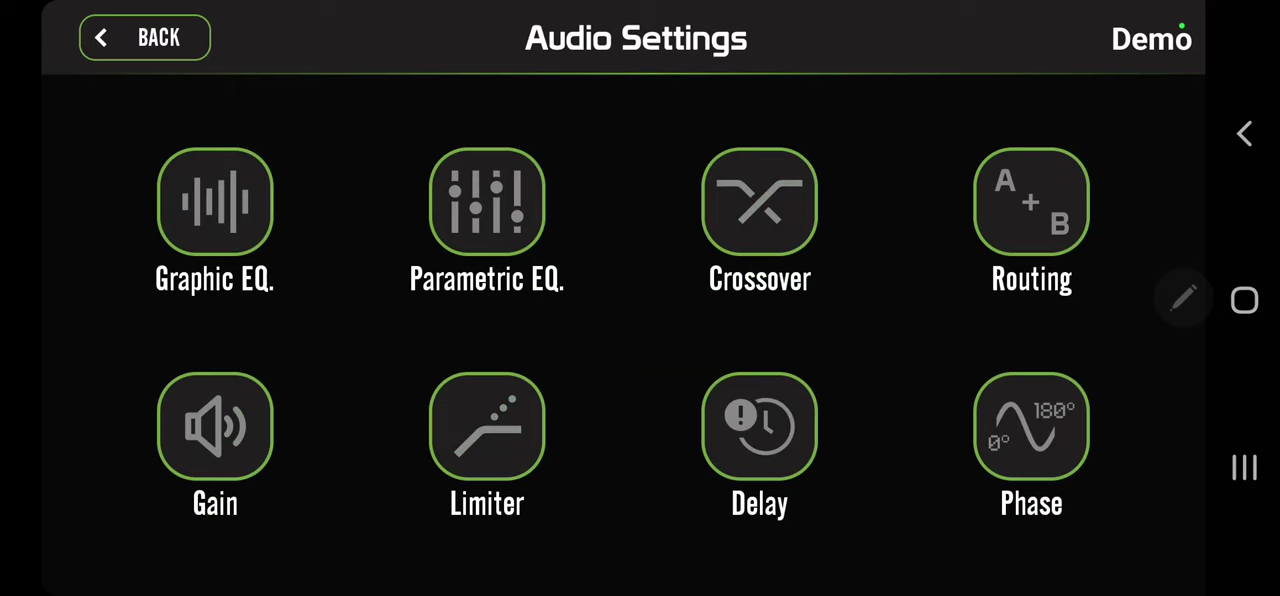 BACK
Audio Settings
Demo
Graphic EQ.
Parametric EQ.
Crossover
A
+
B
Routing
Gain
Limiter
!
Delay
180°
0°
Phase